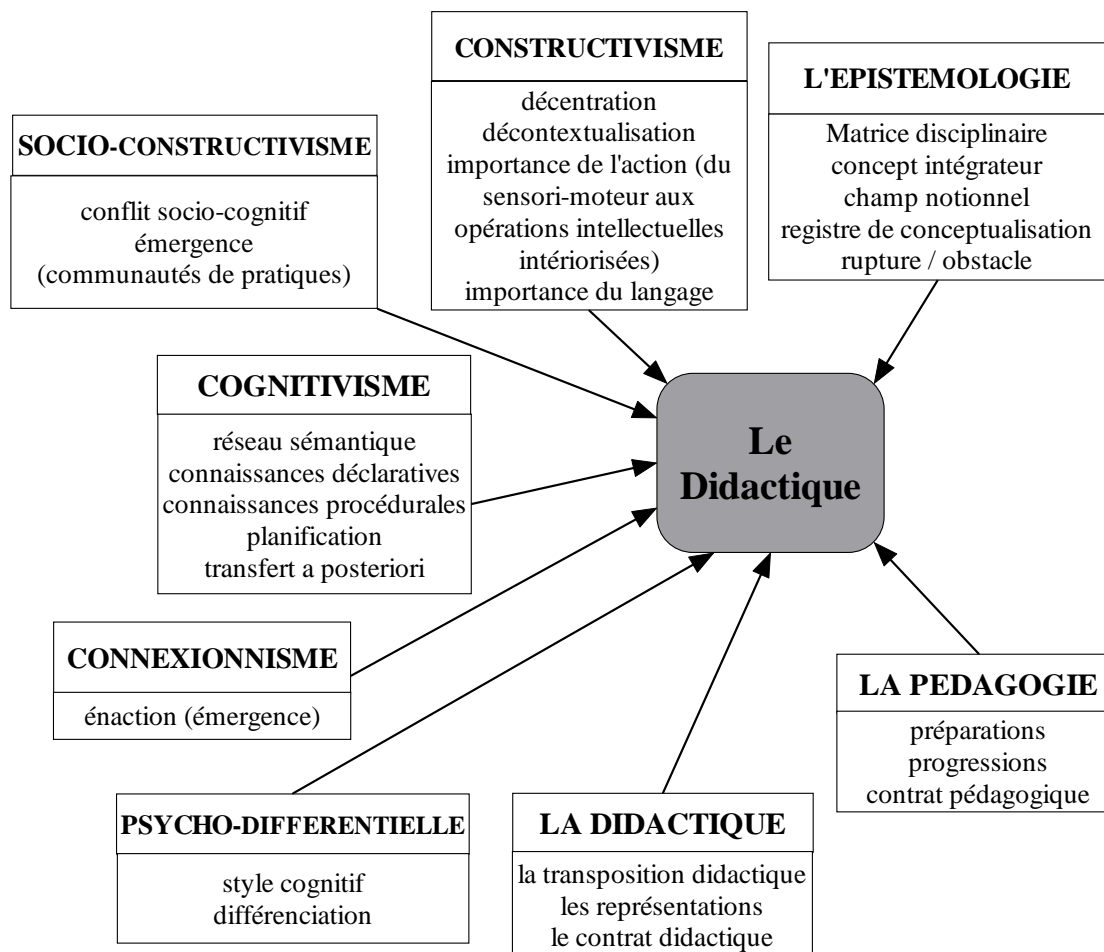 CONSTRUCTIVISME
décentration
décontextualisation
importance de l'action (du
sensori-moteur aux
opérations intellectuelles
intériorisées)
importance du langage
L'EPISTEMOLOGIE
Matrice disciplinaire
concept intégrateur
champ notionnel
registre de conceptualisation
rupture / obstacle
SOCIO-CONSTRUCTIVISME
conflit socio-cognitif
émergence
(communautés de pratiques)
COGNITIVISME
réseau sémantique
connaissances déclaratives
connaissances procédurales
planification
transfert a posteriori
Le
Didactique
CONNEXIONNISME
énaction (émergence)
LA PEDAGOGIE
préparations
progressions
contrat pédagogique
PSYCHO-DIFFERENTIELLE
style cognitif
différenciation
LA DIDACTIQUE
la transposition didactique
les représentations
le contrat didactique